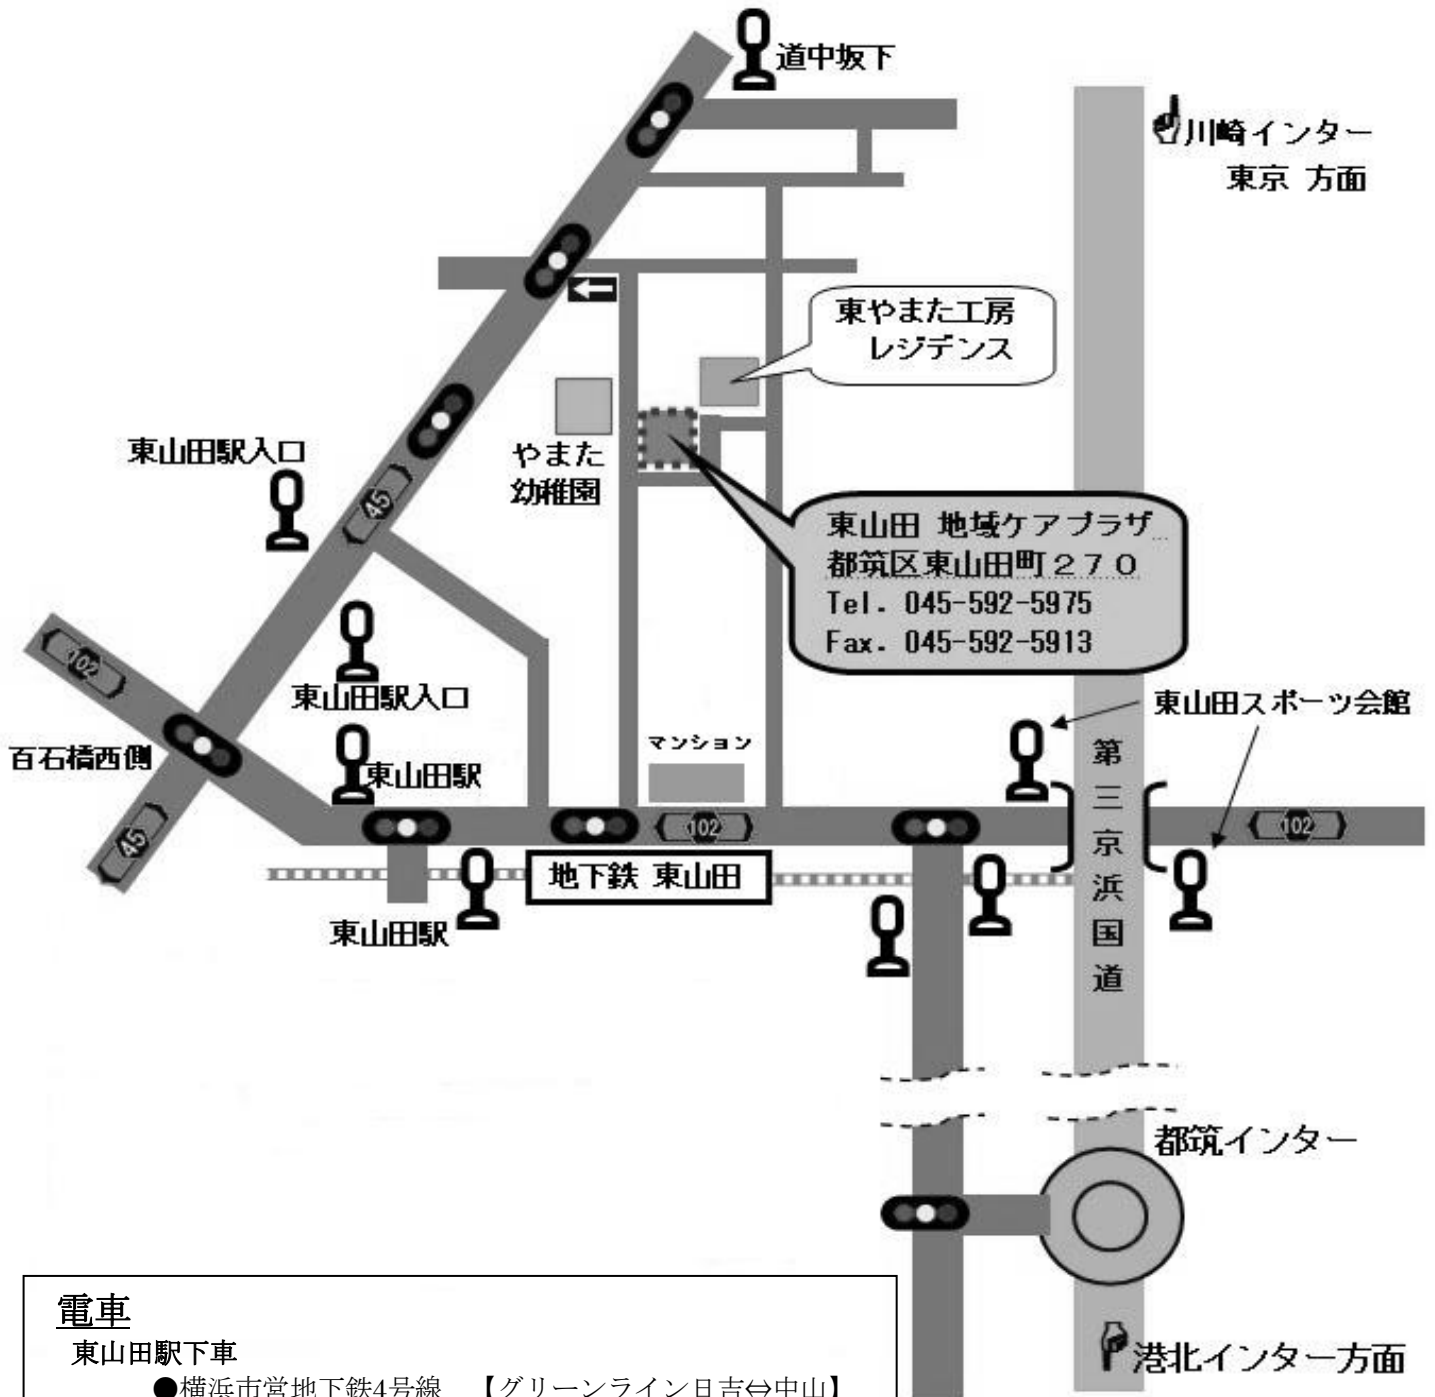 道中坂下
川崎インター
東京 方面
東やまた工房
レジデンス
東山田駅入口
45
やまた
幼稚園
東山田 地域ケアプラザ
都筑区東山田町２７０
Tel. 045-592-5975
Fax. 045-592-5913
102
東山田駅入口
東山田スポーツ会館
百石橋西側
マンション
東山田駅
第三京浜国道
45
102
102
地下鉄 東山田
東山田駅
都筑インター
港北インター方面
電車
東山田駅下車
●横浜市営地下鉄4号線 【グリーンライン日吉⇔中山】